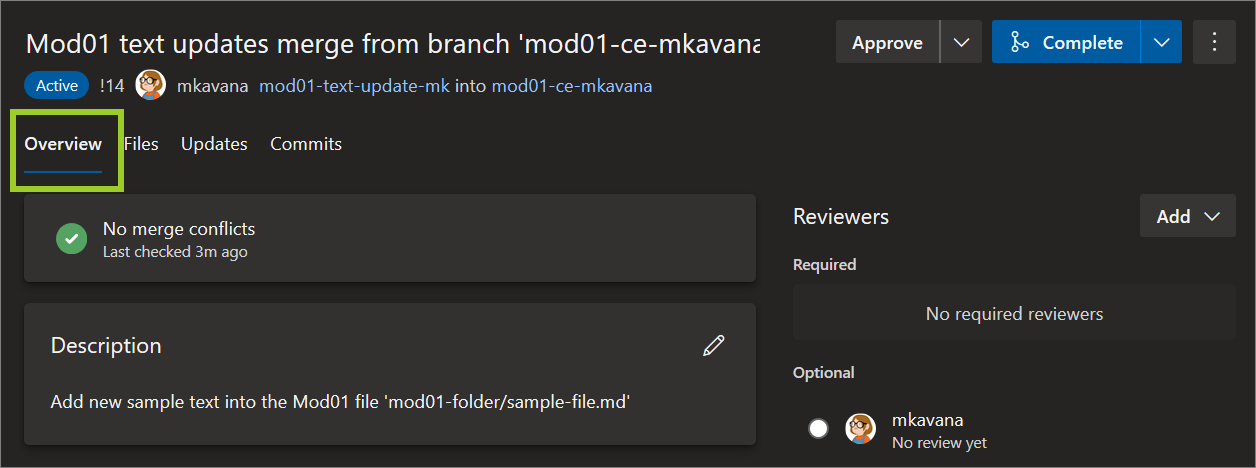 Mod01 text updates merge from branch 'mod01-ce-mkavana
Approve
Complete
Active !14 mkavana mod01-text-update-mk into mod01-ce-mkavana
Overview Files Updates Commits
No merge conflicts
Last checked 3m ago
Description
Add new sample text into the Mod01 file 'mod01-folder/sample-file.md'
Reviewers
Add
Required
No required reviewers
Optional
mkavana
No review yet